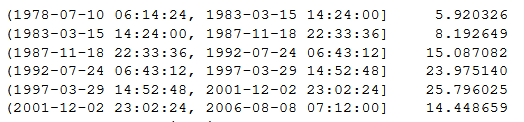 (1978-07-10 06:14:24, 1983-03-15 14:24:00] 5.920326
(1983-03-15 14:24:00, 1987-11-18 22:33:36] 8.192649
(1987-11-18 22:33:36, 1992-07-24 06:43:12] 15.087082
(1992-07-24 06:43:12, 1997-03-29 14:52:48] 23.975140
(1997-03-29 14:52:48, 2001-12-02 23:02:24] 25.796025
(2001-12-02 23:02:24, 2006-08-08 07:12:00] 14.448659